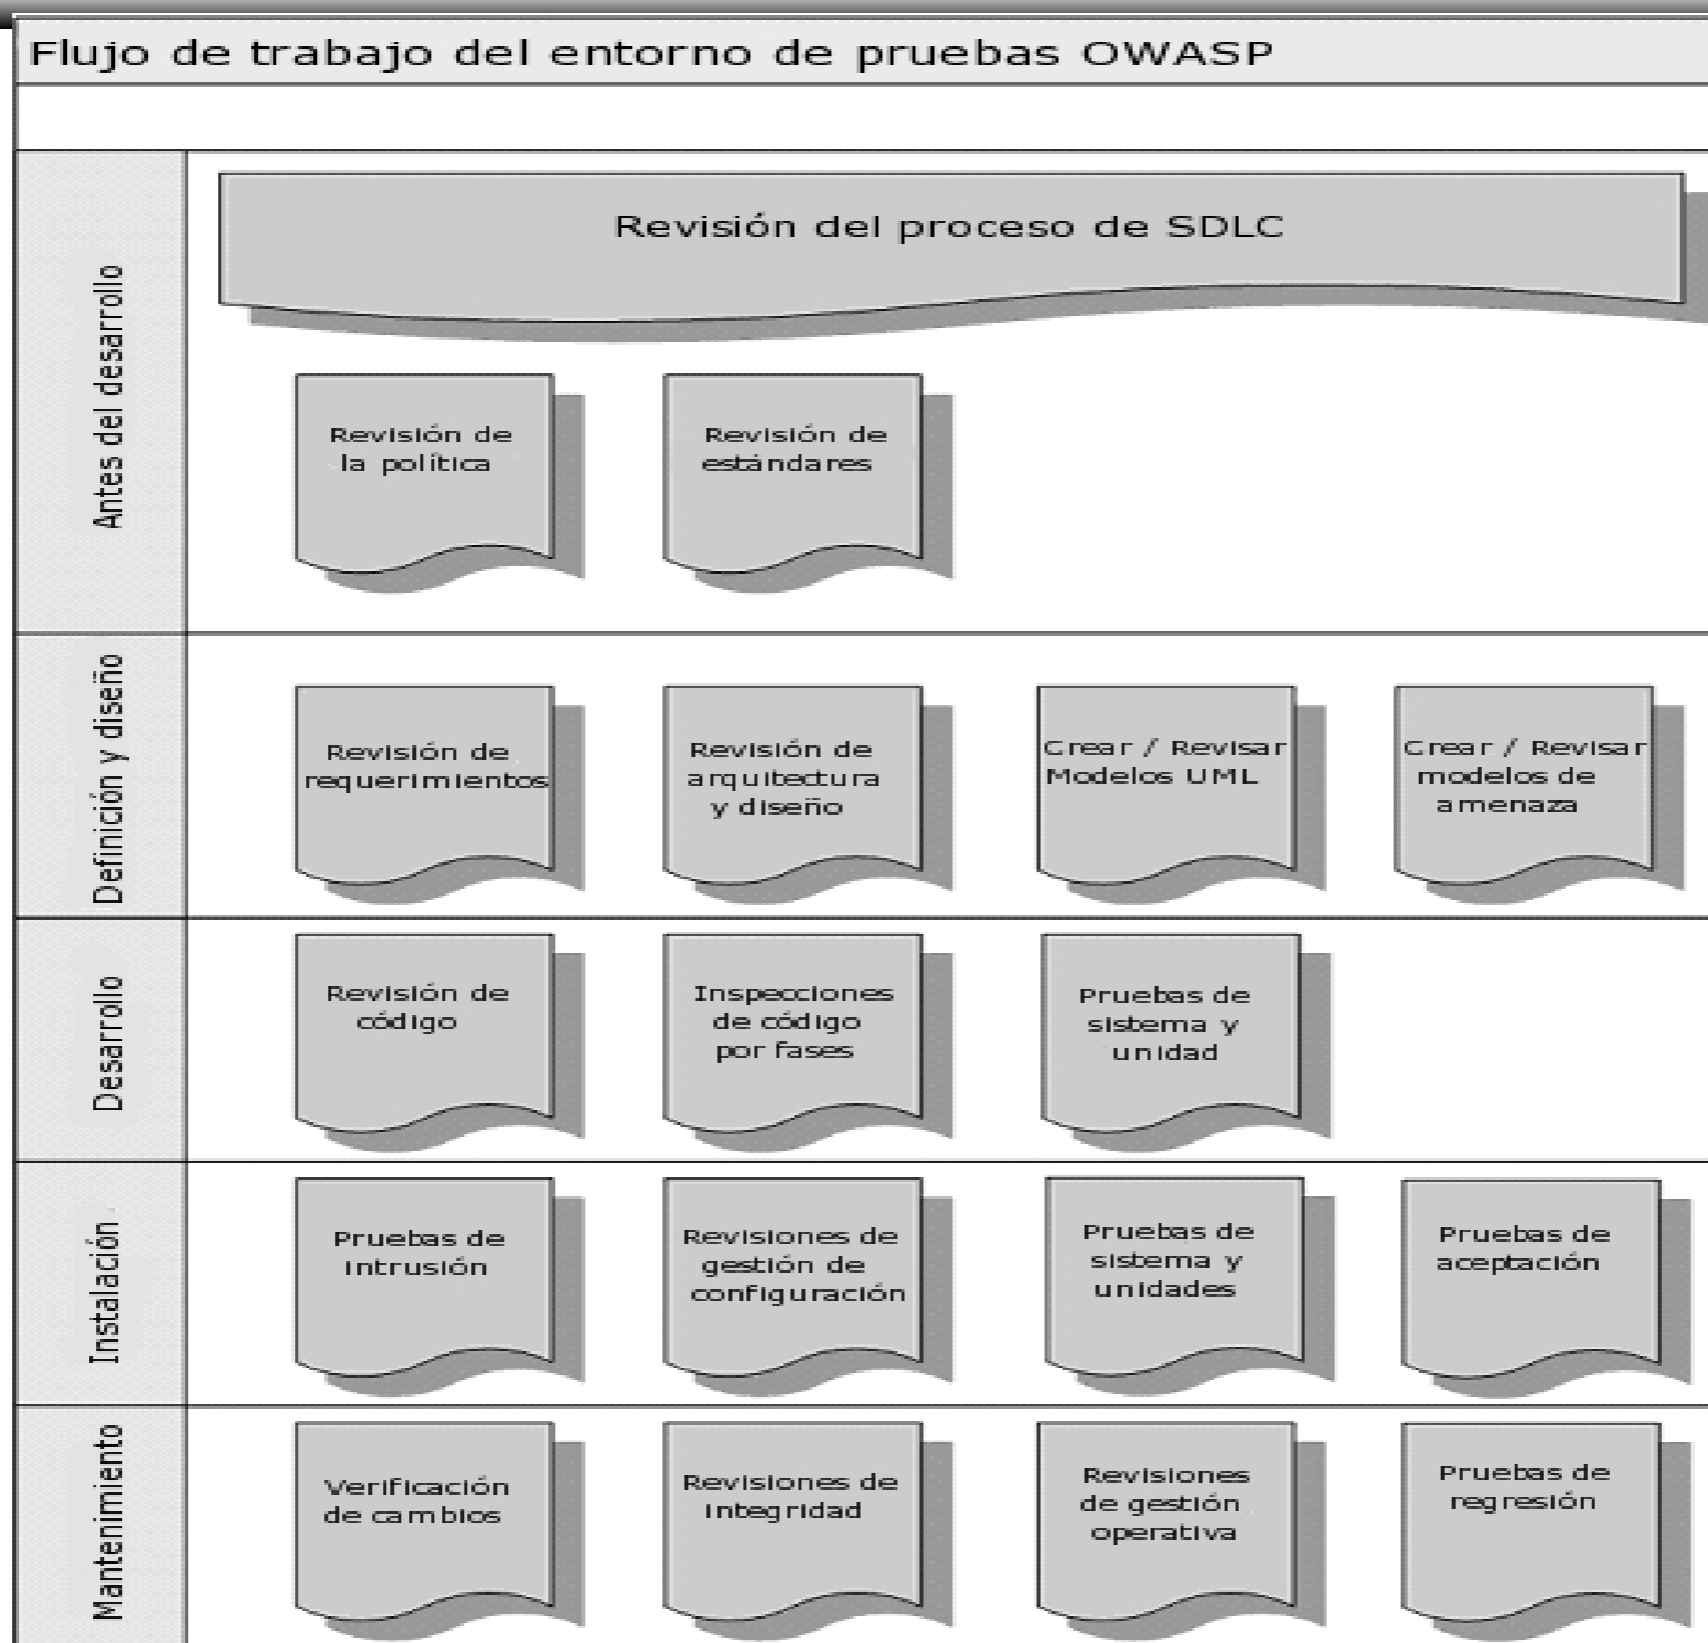 Flujo de trabajo del entorno de pruebas OWASP
Antes del desarrollo
Revisión del proceso de SDLC
Revisión de
la política
Revisión de
estándares
Definición y diseño
Revisión de
requerimientos
Revisión de
arquitectura
y diseño
Crear / Revisar
Modelos UML
Crear / Revisar
modelos de
amenaza
Desarrollo
Revisión de
código
Inspecciones
de código
por fases
Pruebas de
sistema y
unidad
Instalación
Pruebas de
intrusión
Revisiones de
gestión de
configuración
Pruebas de
sistema y
unidades
Pruebas de
aceptación
Mantenimiento
Verificación
de cambios
Revisiones de
integridad
Revisiones
de gestión
operativa
Pruebas de
regresión